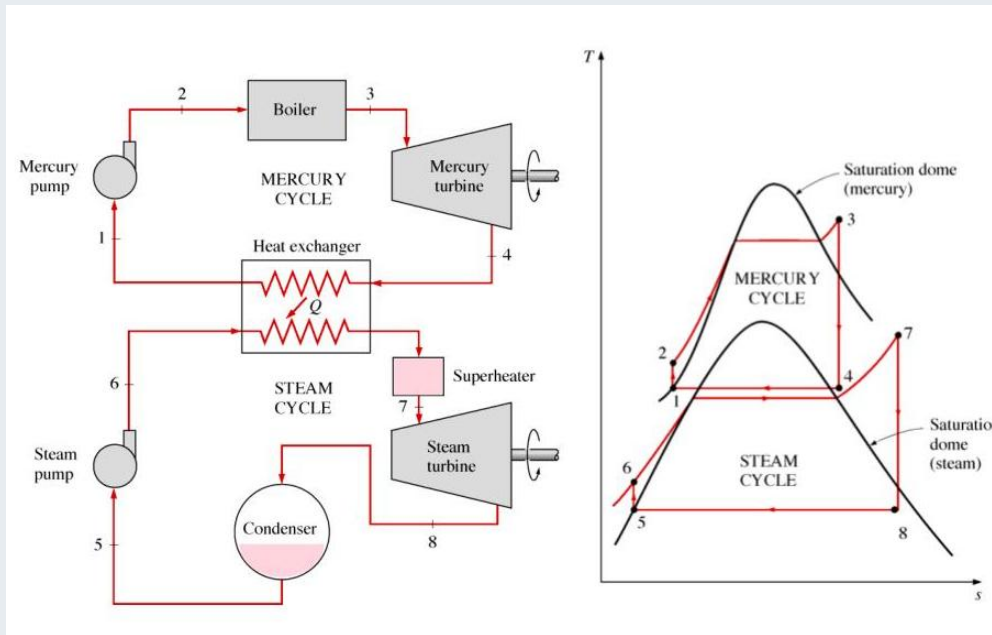 2
Boiler
3
Mercury
pump
MERCURY
CYCLE
Mercury
turbine
1
Heat exchanger
4
Q
6
STEAM
CYCLE
Superheater
7
Steam
pump
Steam
turbine
Condenser
5
8
T
Saturation dome
(mercury)
3
MERCURY
CYCLE
7
2
4
1
Saturatio
dome
(steam)
STEAM
CYCLE
6
5
8
s